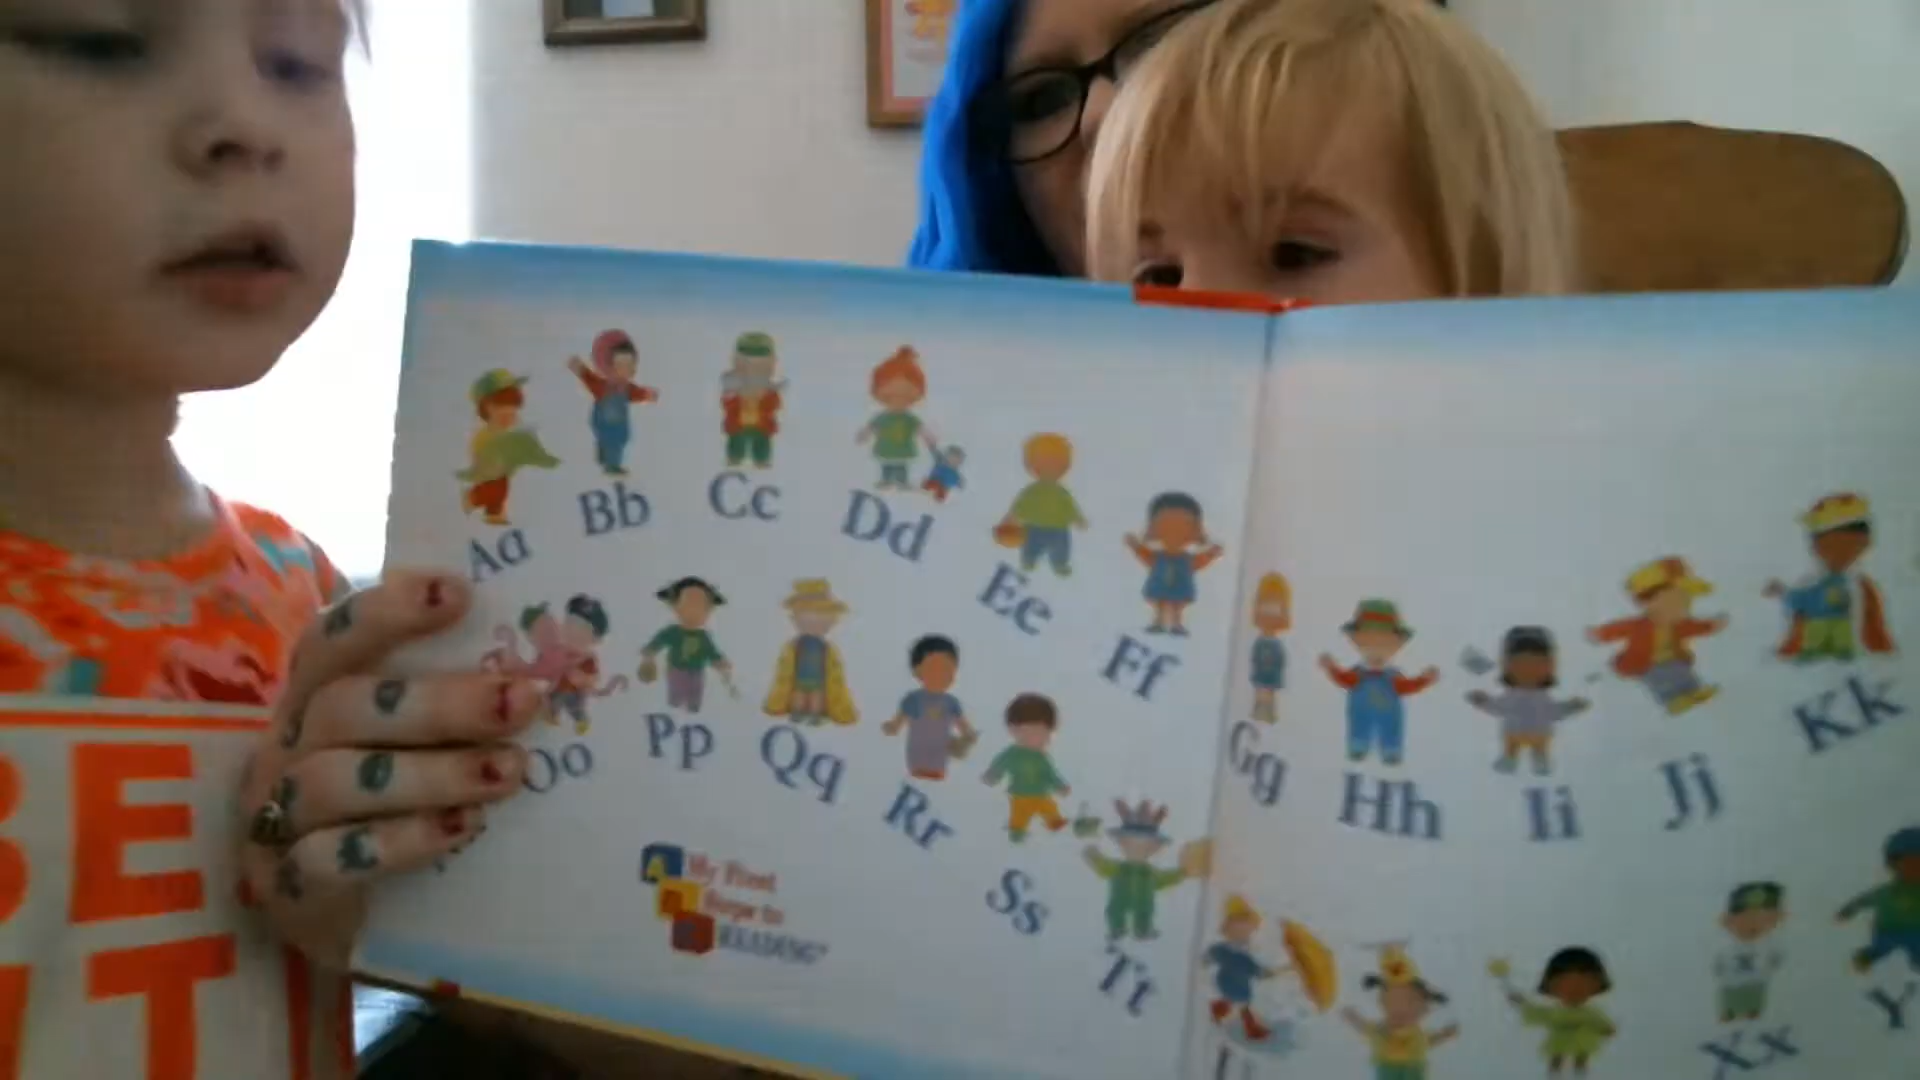 Aa Bb Cc Dd Ee Ff
Gg Hh Ii Jj Kk
Oo Pp Qq Rr Ss Tt
Xx Y
My First
Steps to
READING
BE
IT